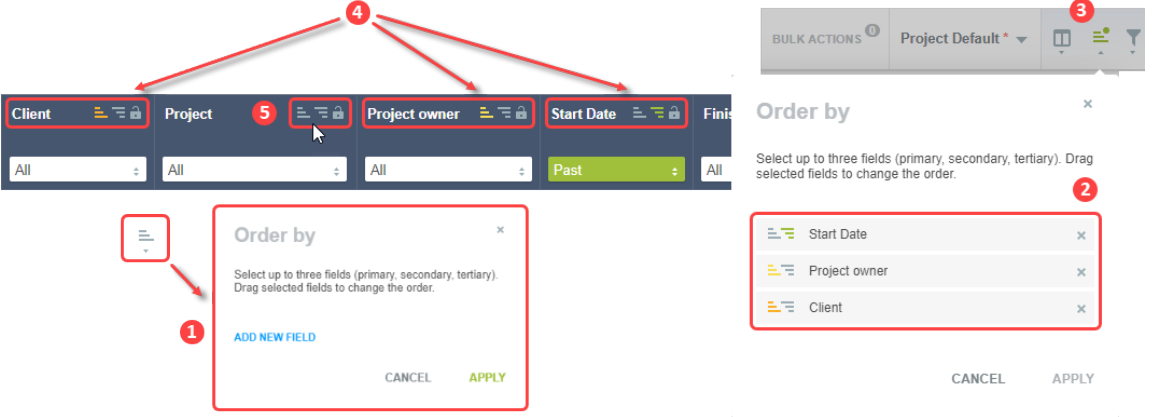 4
Client
Project
5
Project owner
Start Date
Finis
All
All
All
Past
All
Order by
×
Select up to three fields (primary, secondary, tertiary).
Drag selected fields to change the order.
1
ADD NEW FIELD
CANCEL
APPLY
3
BULK ACTIONS 0
Project Default *
Order by
×
Select up to three fields (primary, secondary, tertiary). Drag
selected fields to change the order.
2
Start Date ×
Project owner ×
Client ×
CANCEL
APPLY